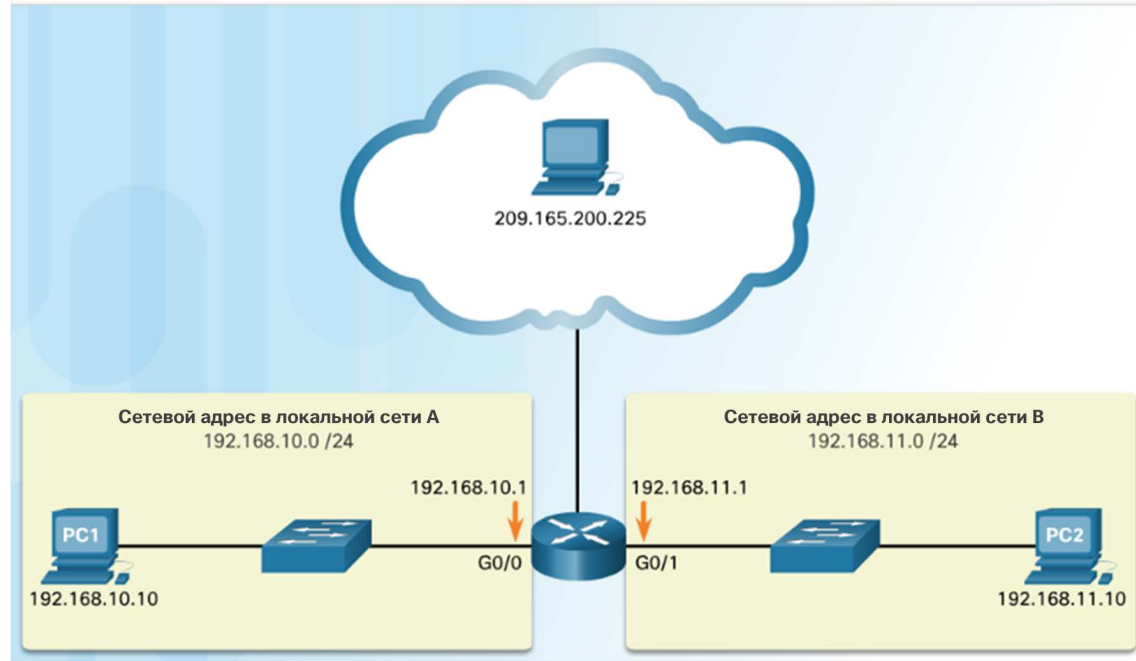 209.165.200.225
Сетевой адрес в локальной сети A
192.168.10.0 /24
192.168.10.1
PC1
G0/0
192.168.10.10
Сетевой адрес в локальной сети B
192.168.11.0 /24
192.168.11.1
G0/1
PC2
192.168.11.10